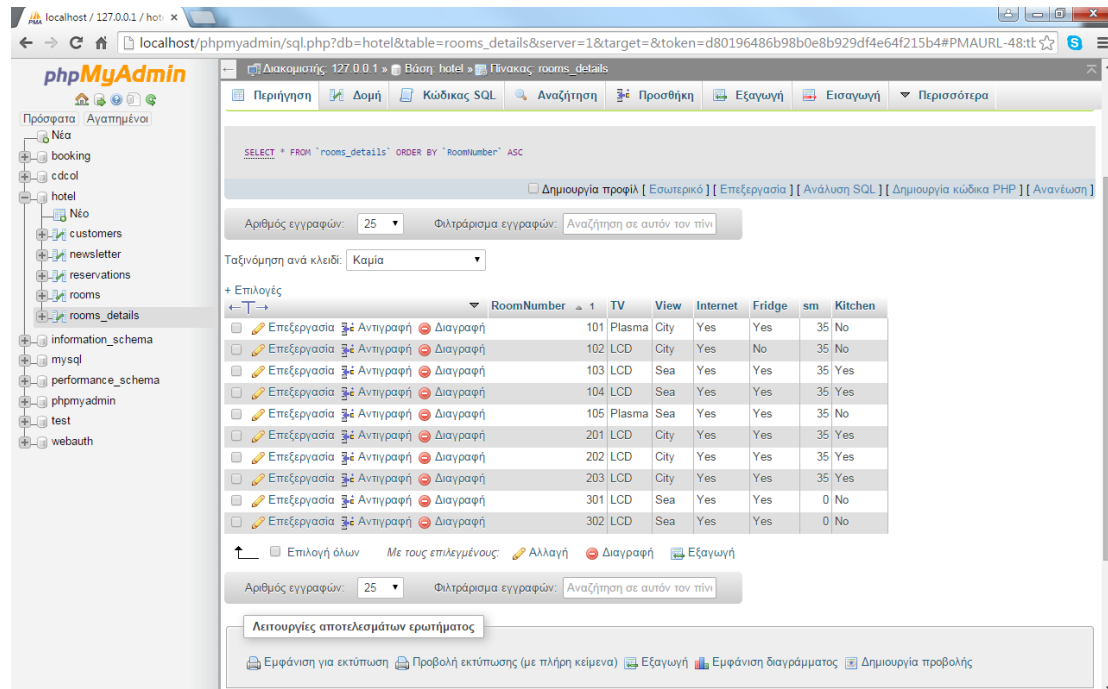 localhost / 127.0.0.1 / hot
localhost/phpmyadmin/sql.php?db=hotel&table=rooms_details&server=1&target=&token=d80196486b98b0e8b929df4e64f215b4#PMAURL-48:tb
phpMyAdmin
Πρόσφατα Αγαπημένοι
Νέα
booking
cdcol
hotel
Νέο
customers
newsletter
reservations
rooms
rooms_details
information_schema
mysql
performance_schema
phpmyadmin
test
webauth
Διακομιστής: 127.0.0.1 » Βάση: hotel » Πίνακας: rooms_details
Περιήγηση Δομή Κώδικας SQL Αναζήτηση Προσθήκη Εξαγωγή Εισαγωγή Περισσότερα
SELECT * FROM `rooms_details` ORDER BY `RoomNumber` ASC
Δημιουργία προφίλ [ Εσωτερικό ] [ Επεξεργασία ] [ Ανάλυση SQL ] [ Δημιουργία κώδικα PHP ] [ Ανανέωση ]
Αριθμός εγγραφών: 25 Φιλτράρισμα εγγραφών: Αναζήτηση σε αυτόν τον πίν
Ταξινόμηση ανά κλειδί: Καμία
+ Επιλογές
←T→ RoomNumber 1 TV View Internet Fridge sm Kitchen
Επεξεργασία Αντιγραφή Διαγραφή 101 Plasma City Yes Yes 35 No
Επεξεργασία Αντιγραφή Διαγραφή 102 LCD City Yes No 35 No
Επεξεργασία Αντιγραφή Διαγραφή 103 LCD Sea Yes Yes 35 Yes
Επεξεργασία Αντιγραφή Διαγραφή 104 LCD Sea Yes Yes 35 Yes
Επεξεργασία Αντιγραφή Διαγραφή 105 Plasma Sea Yes Yes 35 No
Επεξεργασία Αντιγραφή Διαγραφή 201 LCD City Yes Yes 35 Yes
Επεξεργασία Αντιγραφή Διαγραφή 202 LCD City Yes Yes 35 Yes
Επεξεργασία Αντιγραφή Διαγραφή 203 LCD City Yes Yes 35 Yes
Επεξεργασία Αντιγραφή Διαγραφή 301 LCD Sea Yes Yes 0 No
Επεξεργασία Αντιγραφή Διαγραφή 302 LCD Sea Yes Yes 0 No
Επιλογή όλων Με τους επιλεγμένους: Αλλαγή Διαγραφή Εξαγωγή
Αριθμός εγγραφών: 25 Φιλτράρισμα εγγραφών: Αναζήτηση σε αυτόν τον πίν
Λειτουργίες αποτελεσμάτων ερωτήματος
Εμφάνιση για εκτύπωση Προβολή εκτύπωσης (με πλήρη κείμενα) Εξαγωγή Εμφάνιση διαγράμματος Δημιουργία προβολής